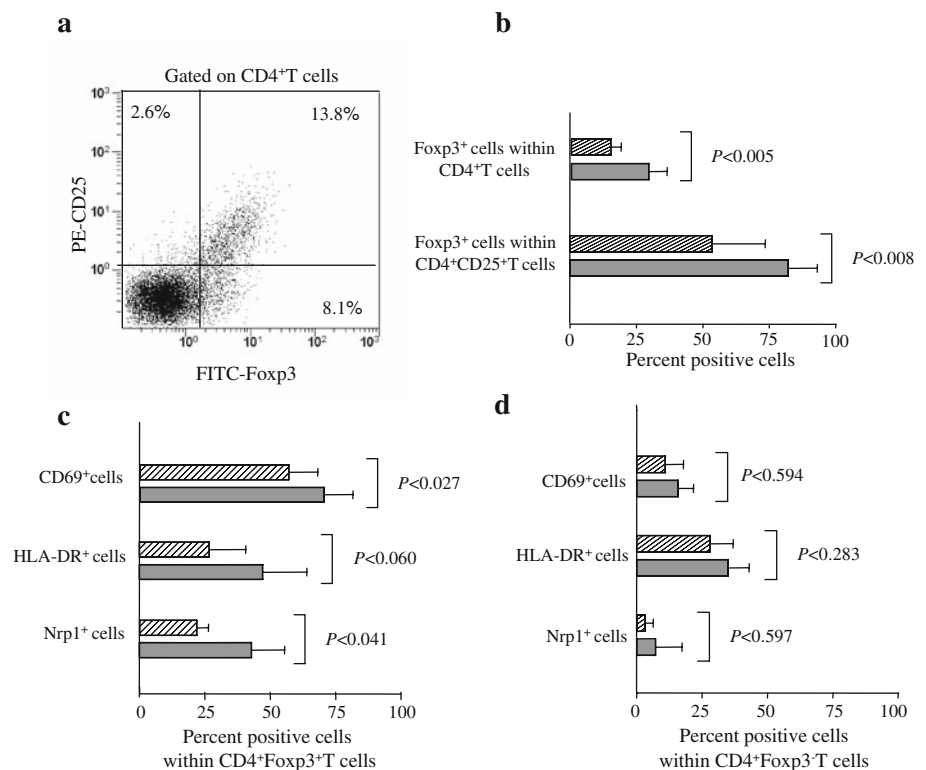 a
Gated on CD4⁺T cells
10³
2.6%
13.8%
10²
10¹
10⁰
8.1%
PE-CD25
10⁰ 10¹ 10² 10³
FITC-Foxp3
b
Foxp3⁺ cells within
CD4⁺T cells
P<0.005
Foxp3⁺ cells within
CD4⁺CD25⁺T cells
P<0.008
0 25 50 75 100
Percent positive cells
c
CD69⁺cells
P<0.027
HLA-DR⁺ cells
P<0.060
Nrp1⁺ cells
P<0.041
0 25 50 75 100
Percent positive cells
within CD4⁺Foxp3⁺T cells
d
CD69⁺cells
P<0.594
HLA-DR⁺ cells
P<0.283
Nrp1⁺ cells
P<0.597
0 25 50 75 100
Percent positive cells
within CD4⁺Foxp3⁻T cells